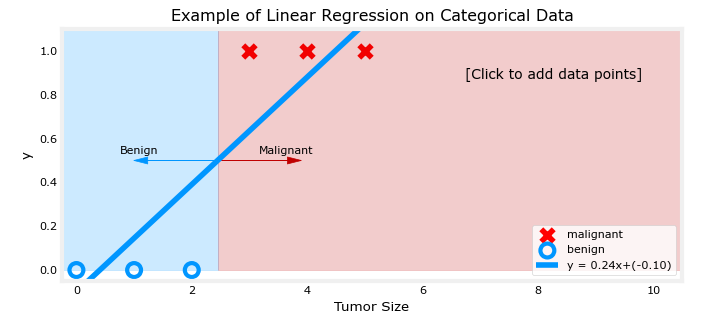 Example of Linear Regression on Categorical Data
1.0
0.8
0.6
0.4
0.2
0.0
y
[Click to add data points]
Benign
Malignant
malignant
benign
y = 0.24x+(-0.10)
0 2 4 6 8 10
Tumor Size